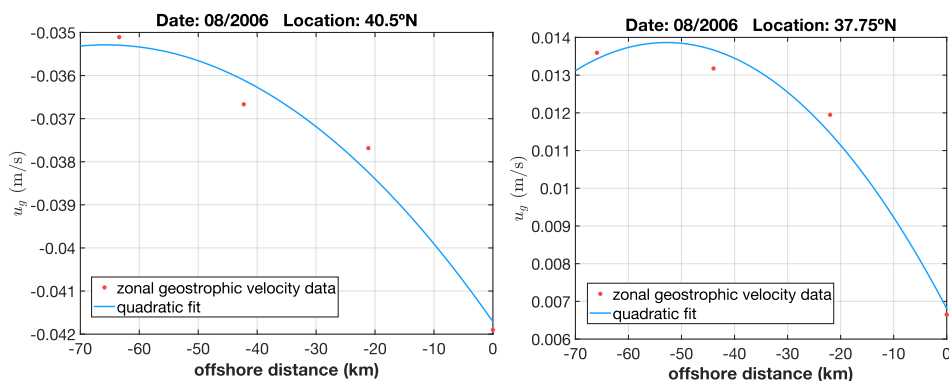 Date: 08/2006 Location: 40.5ºN
-0.035
-0.036
-0.037
-0.038
-0.039
-0.04
-0.041
-0.042
u_g (m/s)
-70 -60 -50 -40 -30 -20 -10 0
offshore distance (km)
zonal geostrophic velocity data
quadratic fit
Date: 08/2006 Location: 37.75ºN
0.014
0.013
0.012
0.011
0.01
0.009
0.008
0.007
0.006
u_g (m/s)
-70 -60 -50 -40 -30 -20 -10 0
offshore distance (km)
zonal geostrophic velocity data
quadratic fit